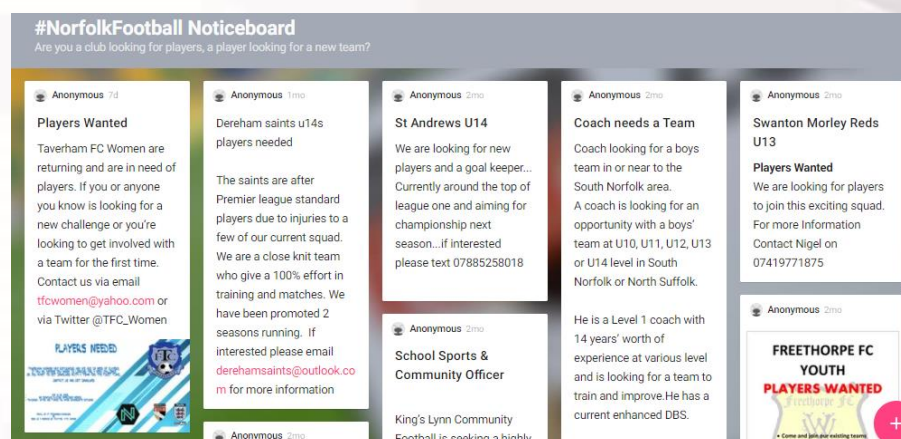 #NorfolkFootball Noticeboard
Are you a club looking for players, a player looking for a new team?
Anonymous 7d
Players Wanted
Taverham FC Women are
returning and are in need of
players. If you or anyone
you know is looking for a
new challenge or you're
looking to get involved with
a team for the first time.
Contact us via email
tfcwomen@yahoo.com or
via Twitter @TFC_Women
PLAYERS NEEDED
Anonymous 1mo
Dereham saints u14s
players needed
The saints are after
Premier league standard
players due to injuries to a
few of our current squad.
We are a close knit team
who give a 100% effort in
training and matches. We
have been promoted 2
seasons running. If
interested please email
derehamsaints@outlook.co
m for more information
Anonymous 2mo
Anonymous 2mo
St Andrews U14
We are looking for new
players and a goal keeper...
Currently around the top of
league one and aiming for
championship next
season...if interested
please text 07885258018
Anonymous 2mo
School Sports &
Community Officer
King's Lynn Community
Football is seeking a highly
Anonymous 2mo
Coach needs a Team
Coach looking for a boys
team in or near to the
South Norfolk area.
A coach is looking for an
opportunity with a boys'
team at U10, U11, U12, U13
or U14 level in South
Norfolk or North Suffolk.
He is a Level 1 coach with
14 years' worth of
experience at various level
and is looking for a team to
train and improve.He has a
current enhanced DBS.
Anonymous 2mo
Swanton Morley Reds
U13
Players Wanted
We are looking for players
to join this exciting squad.
For more Information
Contact Nigel on
07419771875
Anonymous 2mo
FREETHORPE FC
YOUTH
PLAYERS WANTED
Freethorpe F.C
• Come and join our existing teams